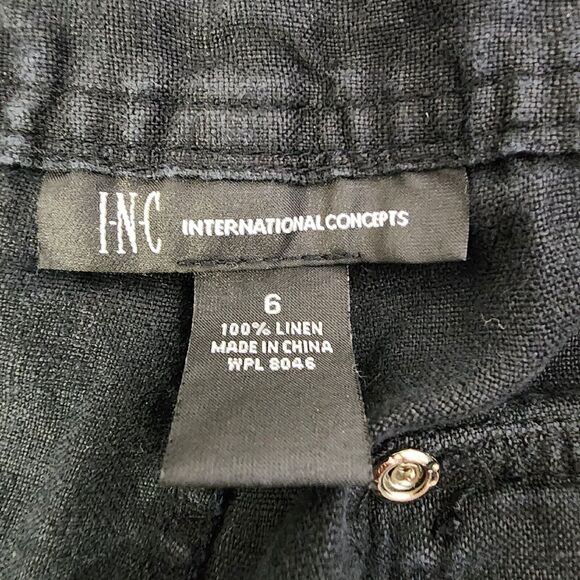 I·N·C INTERNATIONAL CONCEPTS
6
100% LINEN
MADE IN CHINA
WPL 8046